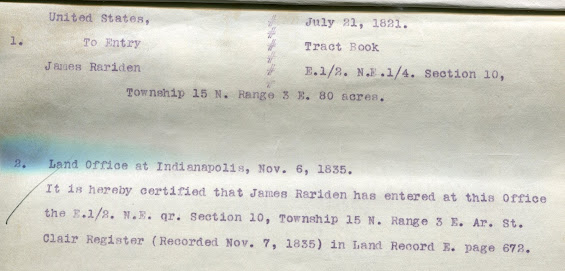 United States, July 21, 1821.
1. To Entry Tract Book
James Rariden E.1/2. N.E.1/4. Section 10,
Township 15 N. Range 3 E. 80 acres.
2. Land Office at Indianapolis, Nov. 6, 1835.
It is hereby certified that James Rariden has entered at this Office
the E.1/2. N.E. qr. Section 10, Township 15 N. Range 3 E. Ar. St.
Clair Register (Recorded Nov. 7, 1835) in Land Record E. page 672.